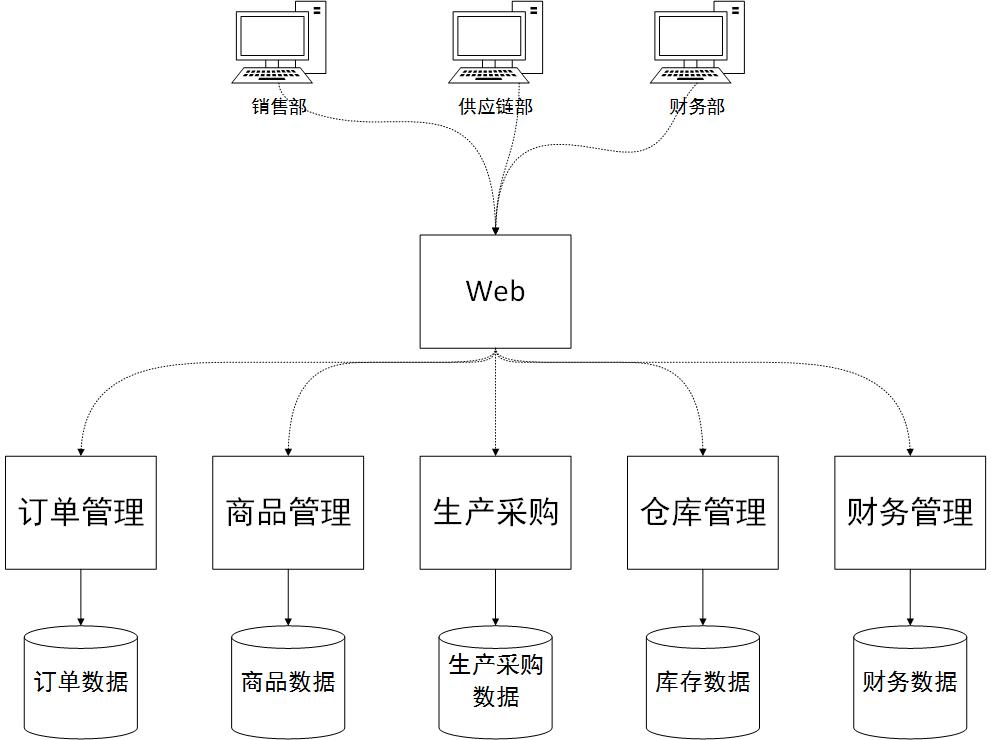 销售部
供应链部
财务部
Web
订单管理
商品管理
生产采购
仓库管理
财务管理
订单数据
商品数据
生产采购
数据
库存数据
财务数据